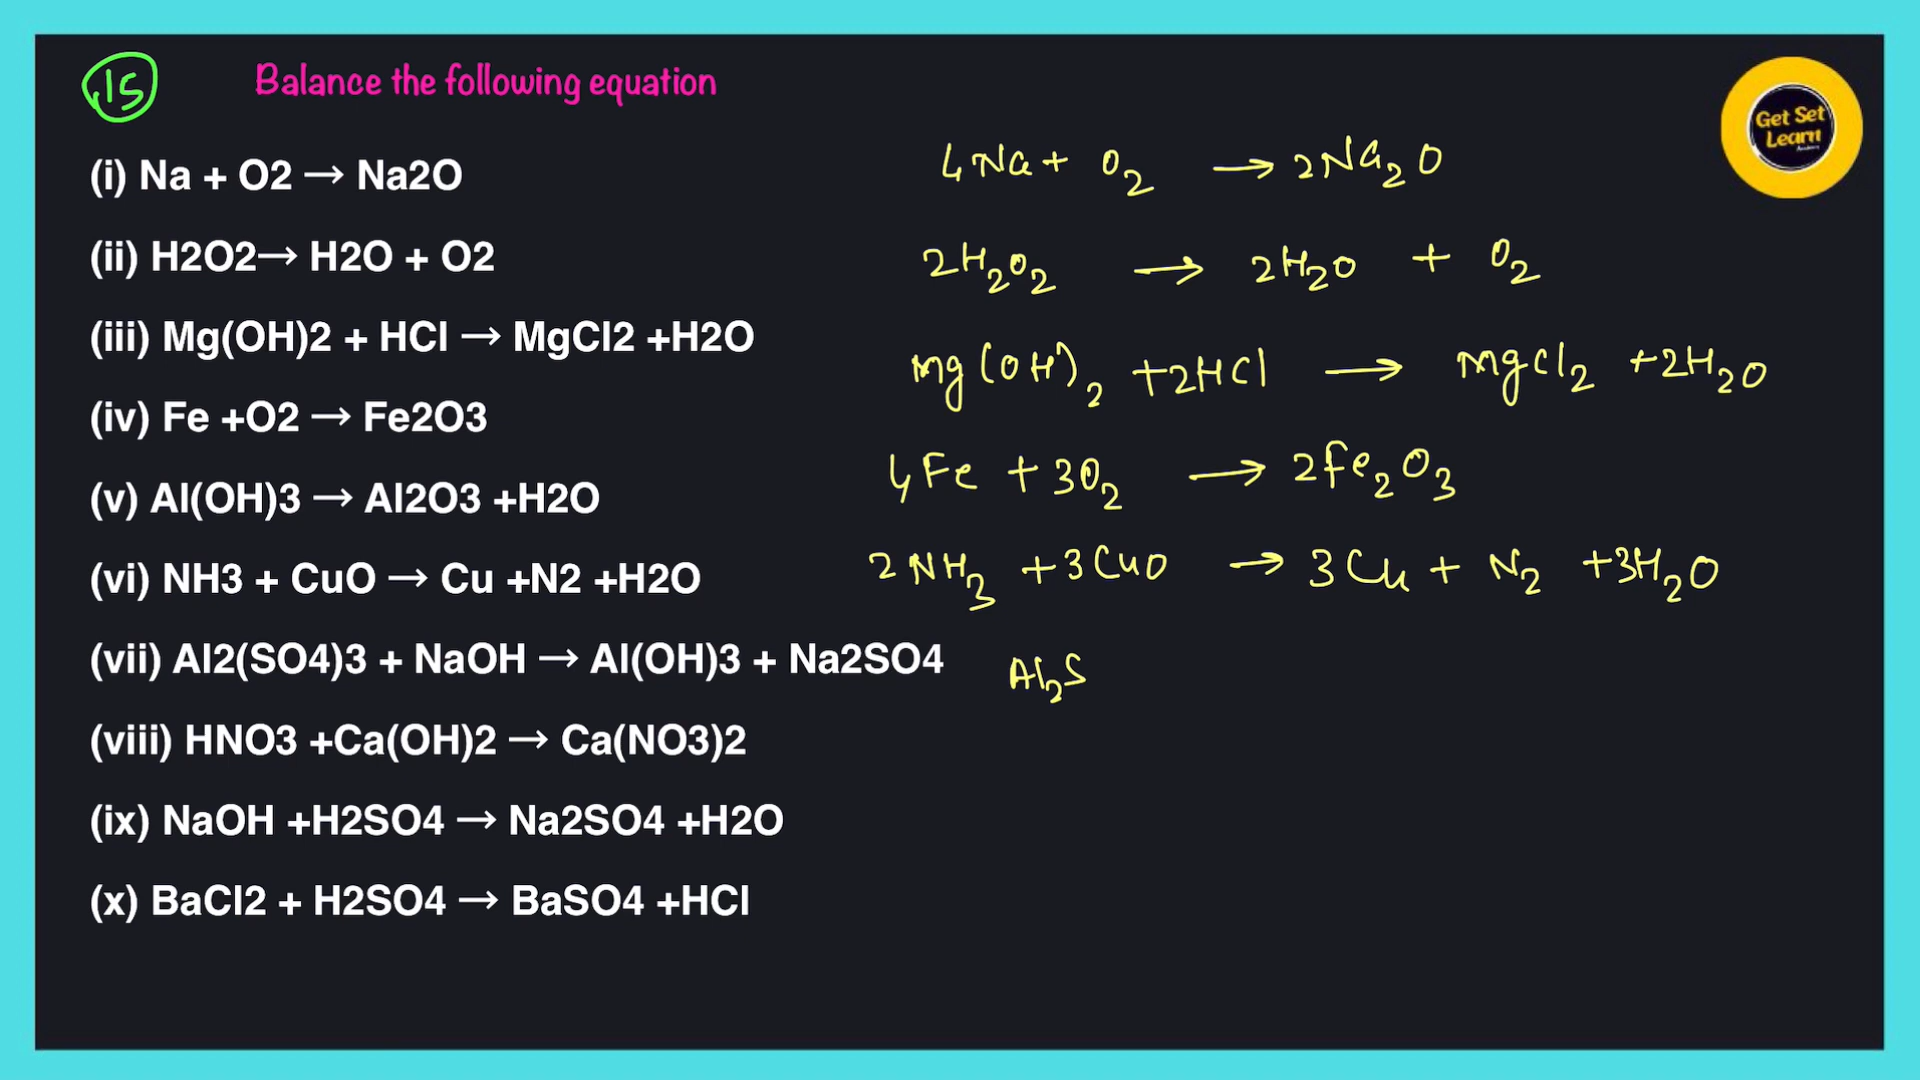 15 Balance the following equation
Get Set
Learn
(i) Na + O2 → Na2O
4Na + O₂ → 2Na₂O
(ii) H2O2→ H2O + O2
2H₂O₂ → 2H₂O + O₂
(iii) Mg(OH)2 + HCl → MgCl2 +H2O
Mg(OH)₂ +2HCl → MgCl₂ +2H₂O
(iv) Fe +O2 → Fe2O3
4Fe +3O₂ → 2Fe₂O₃
(v) Al(OH)3 → Al2O3 +H2O
(vi) NH3 + CuO → Cu +N2 +H2O
2NH₃ +3CuO → 3Cu + N₂ +3H₂O
(vii) Al2(SO4)3 + NaOH → Al(OH)3 + Na2SO4
Al₂S
(viii) HNO3 +Ca(OH)2 → Ca(NO3)2
(ix) NaOH +H2SO4 → Na2SO4 +H2O
(x) BaCl2 + H2SO4 → BaSO4 +HCl